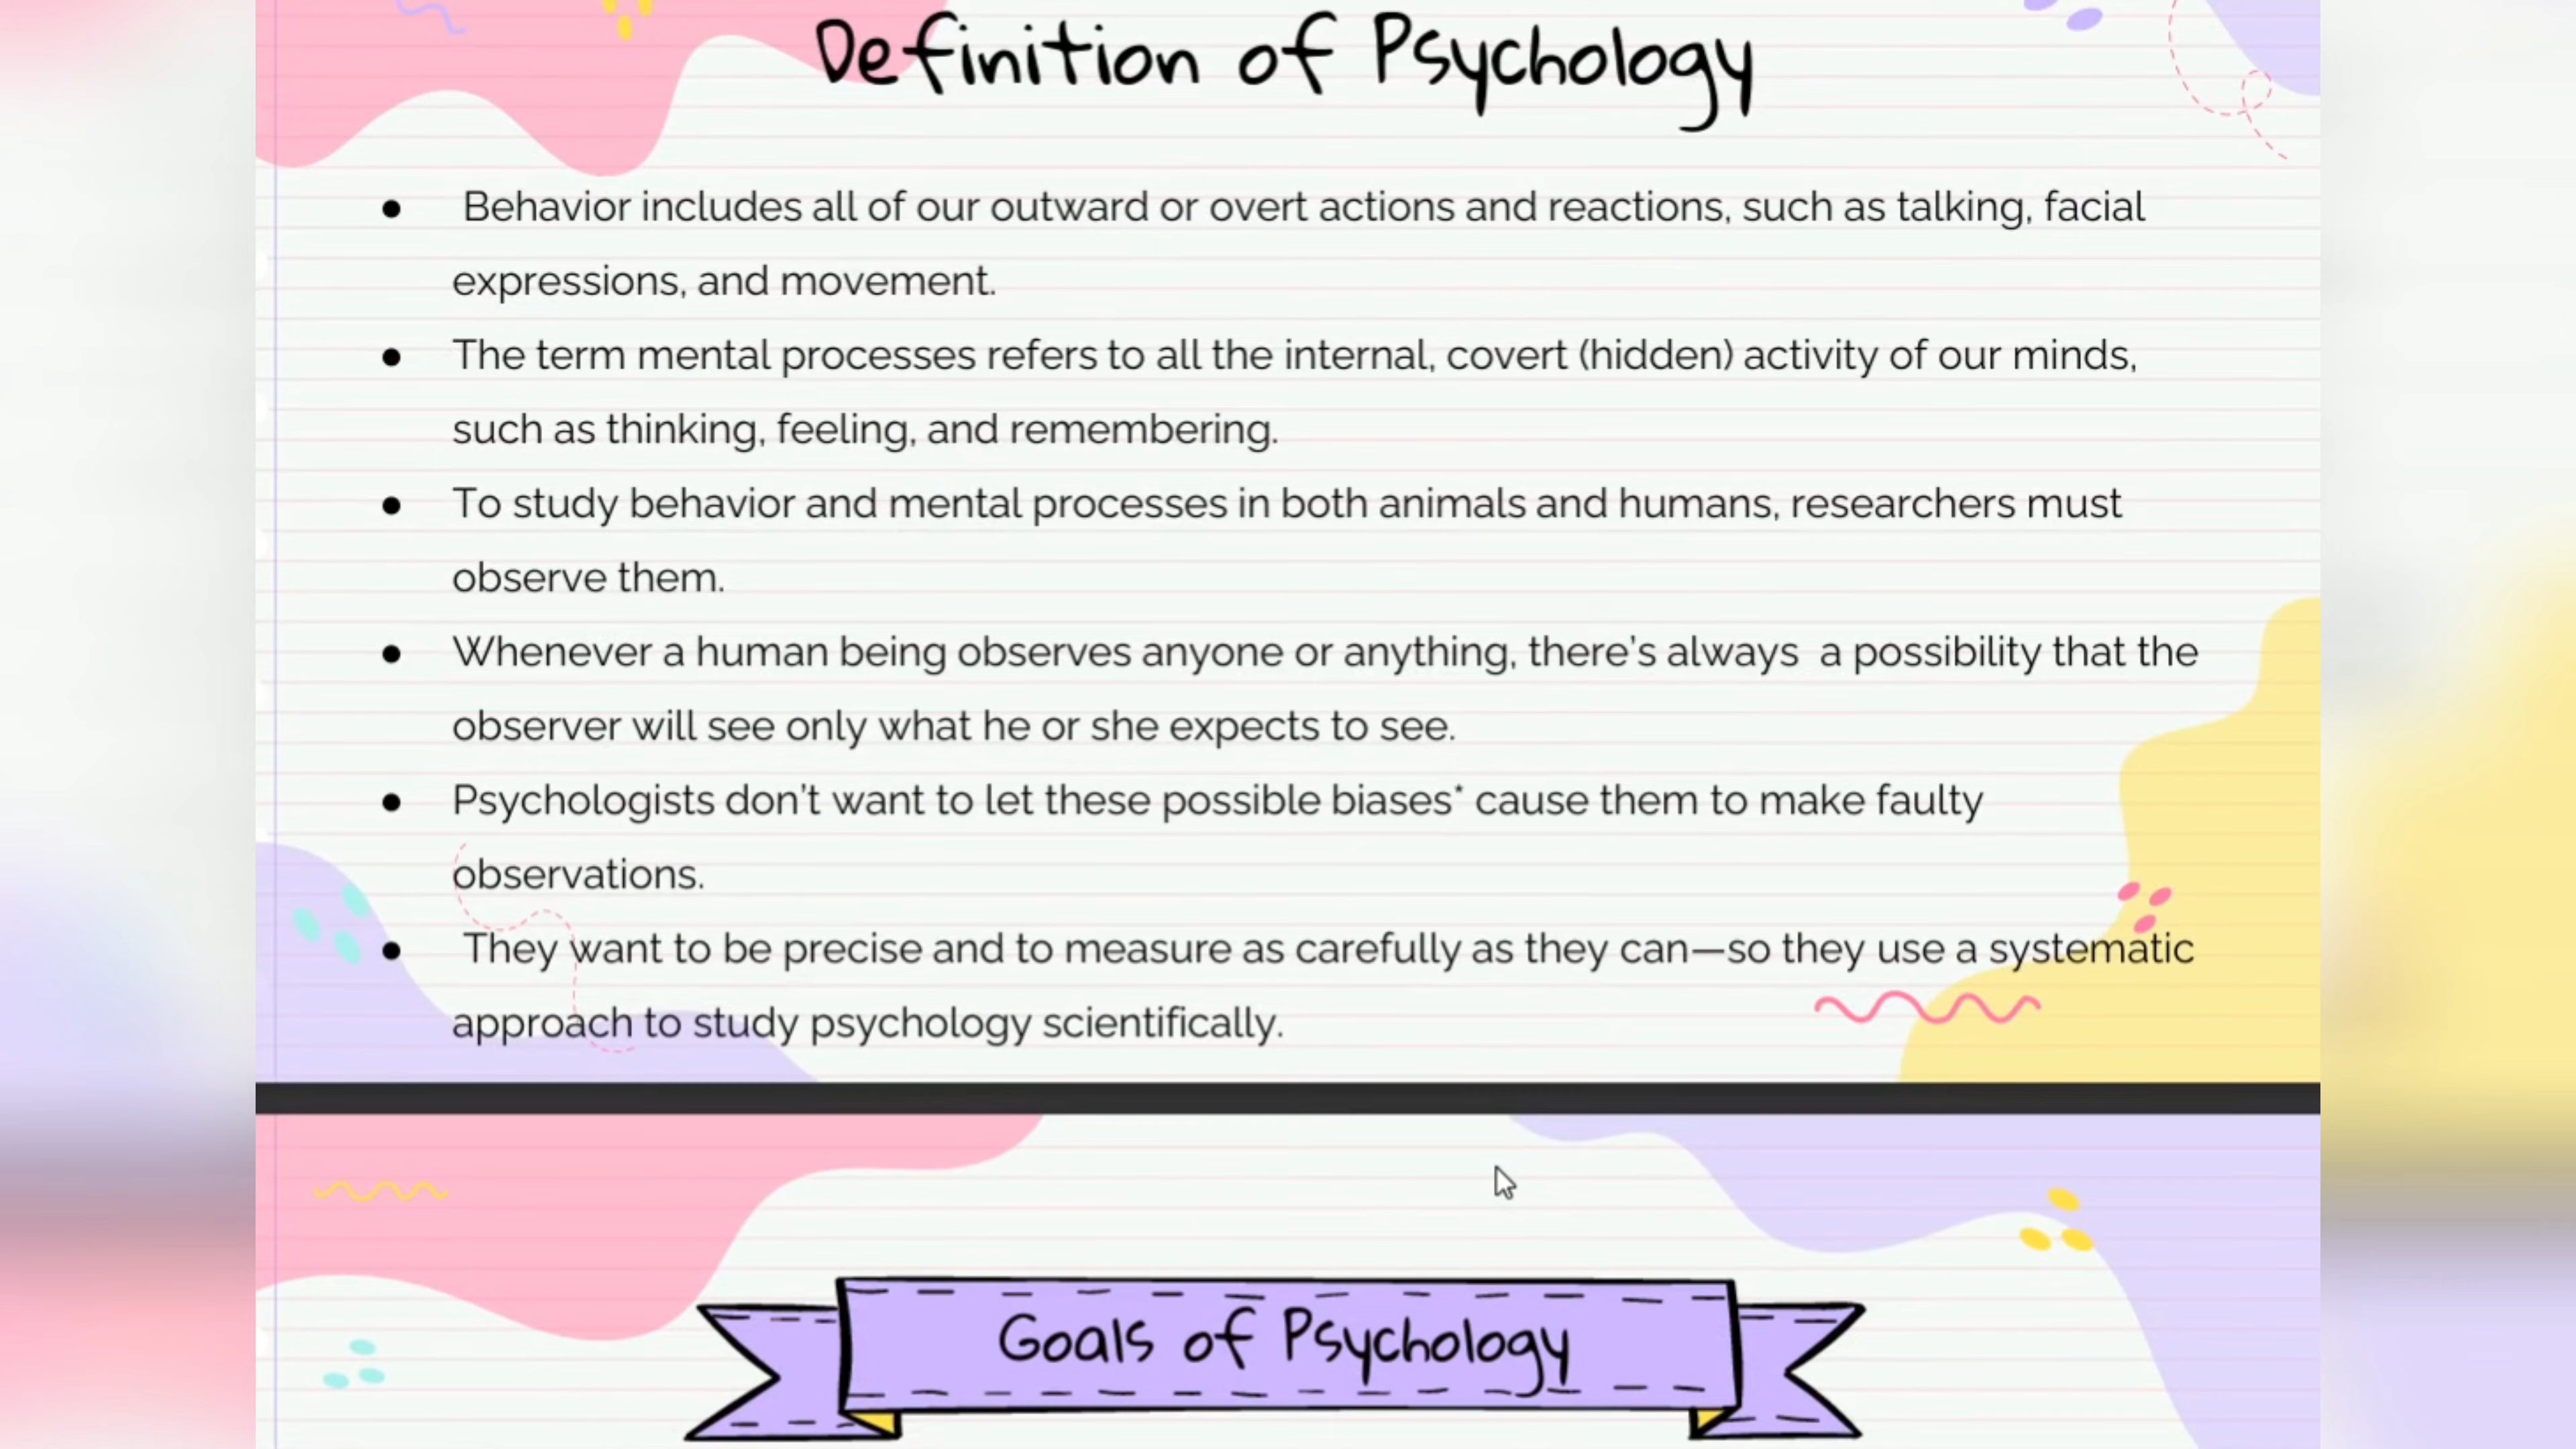 Definition of Psychology
● Behavior includes all of our outward or overt actions and reactions, such as talking, facial
expressions, and movement.
● The term mental processes refers to all the internal, covert (hidden) activity of our minds,
such as thinking, feeling, and remembering.
● To study behavior and mental processes in both animals and humans, researchers must
observe them.
● Whenever a human being observes anyone or anything, there's always a possibility that the
observer will see only what he or she expects to see.
● Psychologists don't want to let these possible biases* cause them to make faulty
observations.
● They want to be precise and to measure as carefully as they can—so they use a systematic
approach to study psychology scientifically.
Goals of Psychology